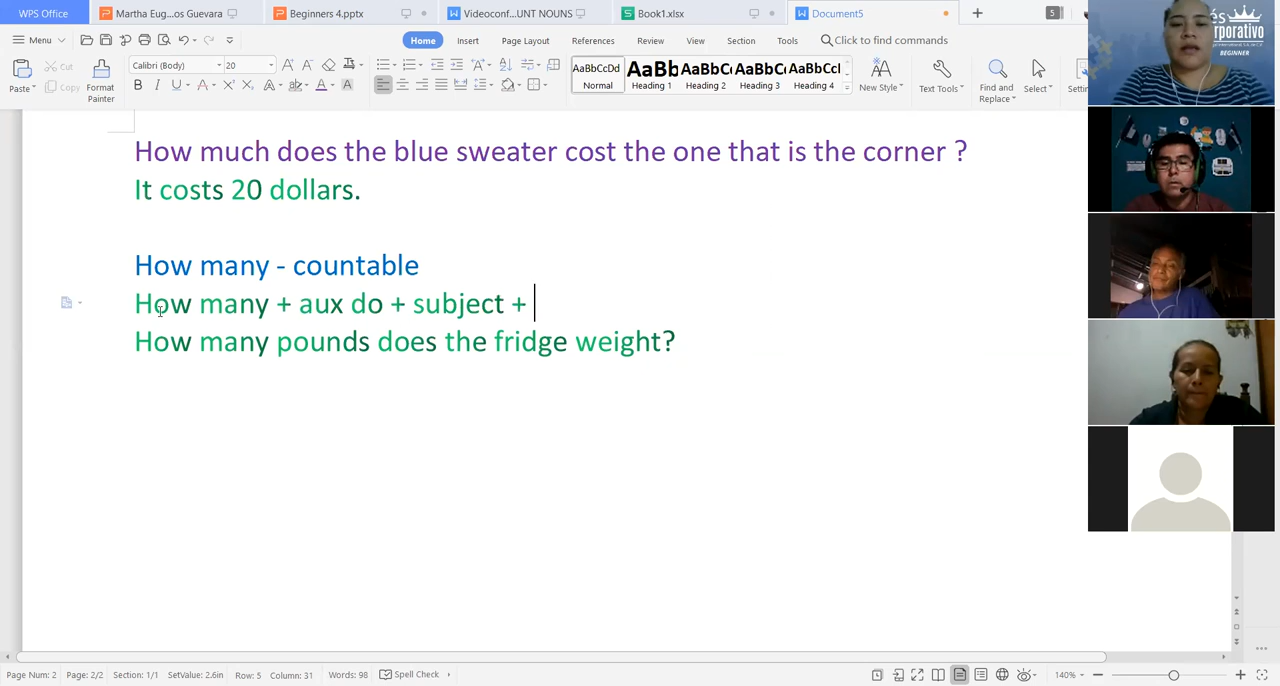 WPS Office
Martha Eug...os Guevara
Beginners 4.pptx
Videoconf...UNT NOUNS
Book1.xlsx
Document5
5
Menu
Home
Insert
Page Layout
References
Review
View
Section
Tools
Click to find commands
Paste
Cut
Copy
Format
Painter
Calibri (Body)
20
AaBbCcDd
Normal
AaBb
Heading 1
AaBbC
Heading 2
AaBbC
Heading 3
AaBbCcl
Heading 4
New Style
Text Tools
Find and
Replace
Select
BEGINNER
How much does the blue sweater cost the one that is the corner ?
It costs 20 dollars.
How many - countable
How many + aux do + subject +
How many pounds does the fridge weight?
Page Num: 2
Page: 2/2
Section: 1/1
SetValue: 2.6in
Row: 5
Column: 31
Words: 98
Spell Check
140%